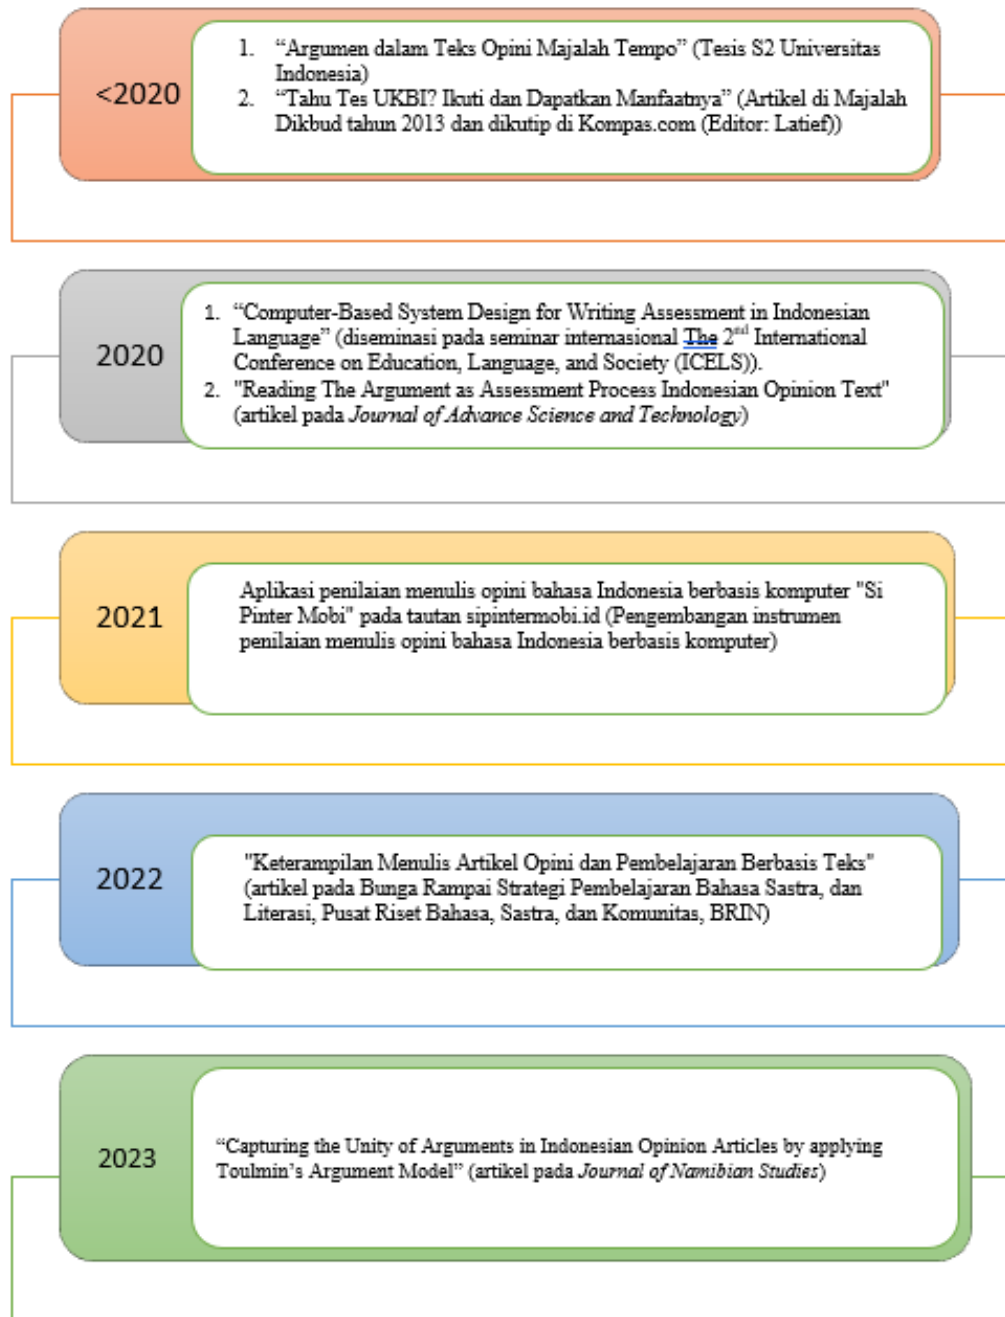 <2020
1. “Argumen dalam Teks Opini Majalah Tempo” (Tesis S2 Universitas
Indonesia)
2. “Tahu Tes UKBI? Ikuti dan Dapatkan Manfaatnya” (Artikel di Majalah
Dikbud tahun 2013 dan dikutip di Kompas.com (Editor: Latief))
2020
1. “Computer-Based System Design for Writing Assessment in Indonesian
Language” (diseminasi pada seminar internasional The 2nd International
Conference on Education, Language, and Society (ICELS)).
2. "Reading The Argument as Assessment Process Indonesian Opinion Text"
(artikel pada Journal of Advance Science and Technology)
2021
Aplikasi penilaian menulis opini bahasa Indonesia berbasis komputer "Si
Pinter Mobi" pada tautan sipintermobi.id (Pengembangan instrumen
penilaian menulis opini bahasa Indonesia berbasis komputer)
2022
"Keterampilan Menulis Artikel Opini dan Pembelajaran Berbasis Teks"
(artikel pada Bunga Rampai Strategi Pembelajaran Bahasa Sastra, dan
Literasi, Pusat Riset Bahasa, Sastra, dan Komunitas, BRIN)
2023
“Capturing the Unity of Arguments in Indonesian Opinion Articles by applying
Toulmin’s Argument Model” (artikel pada Journal of Namibian Studies)